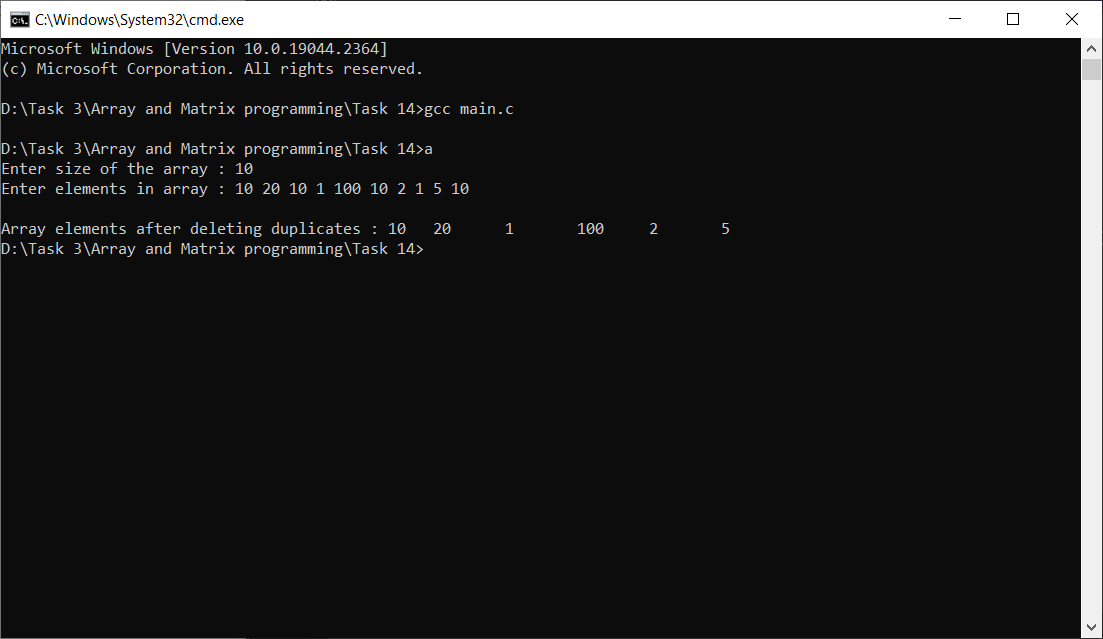 C:\Windows\System32\cmd.exe
Microsoft Windows [Version 10.0.19044.2364]
(c) Microsoft Corporation. All rights reserved.
D:\Task 3\Array and Matrix programming\Task 14>gcc main.c
D:\Task 3\Array and Matrix programming\Task 14>a
Enter size of the array : 10
Enter elements in array : 10 20 10 1 100 10 2 1 5 10
Array elements after deleting duplicates : 10   20      1       100     2       5
D:\Task 3\Array and Matrix programming\Task 14>